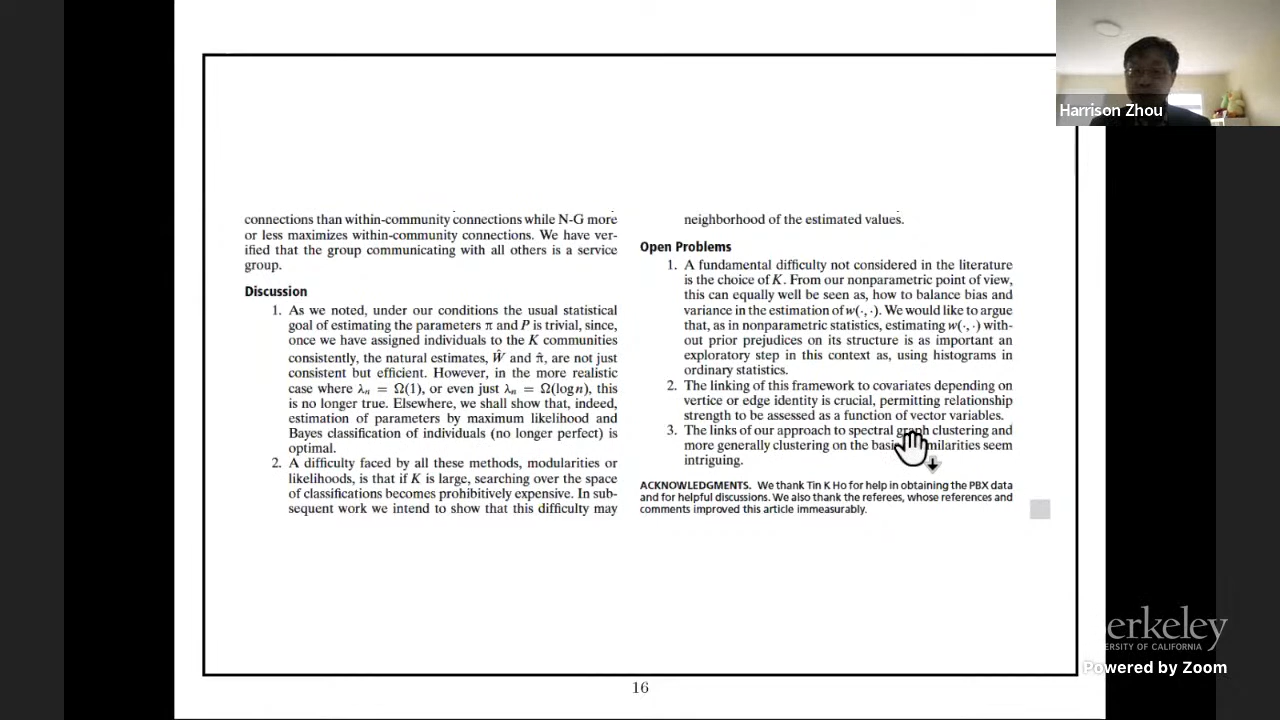 Harrison Zhou
connections than within-community connections while N-G more
or less maximizes within-community connections. We have ver-
ified that the group communicating with all others is a service
group.
Discussion
1. As we noted, under our conditions the usual statistical
goal of estimating the parameters π and P is trivial, since,
once we have assigned individuals to the K communities
consistently, the natural estimates, Ŵ and π̂, are not just
consistent but efficient. However, in the more realistic
case where λn = Ω(1), or even just λn = Ω(log n), this
is no longer true. Elsewhere, we shall show that, indeed,
estimation of parameters by maximum likelihood and
Bayes classification of individuals (no longer perfect) is
optimal.
2. A difficulty faced by all these methods, modularities or
likelihoods, is that if K is large, searching over the space
of classifications becomes prohibitively expensive. In sub-
sequent work we intend to show that this difficulty may
neighborhood of the estimated values.
Open Problems
1. A fundamental difficulty not considered in the literature
is the choice of K. From our nonparametric point of view,
this can equally well be seen as, how to balance bias and
variance in the estimation of w(·, ·). We would like to argue
that, as in nonparametric statistics, estimating w(·, ·) with-
out prior prejudices on its structure is as important an
exploratory step in this context as, using histograms in
ordinary statistics.
2. The linking of this framework to covariates depending on
vertice or edge identity is crucial, permitting relationship
strength to be assessed as a function of vector variables.
3. The links of our approach to spectral graph clustering and
more generally clustering on the basis milarities seem
intriguing.
ACKNOWLEDGMENTS. We thank Tin K Ho for help in obtaining the PBX data
and for helpful discussions. We also thank the referees, whose references and
comments improved this article immeasurably.
16
erkeley
ERSITY OF CALIFORNIA
Powered by Zoom